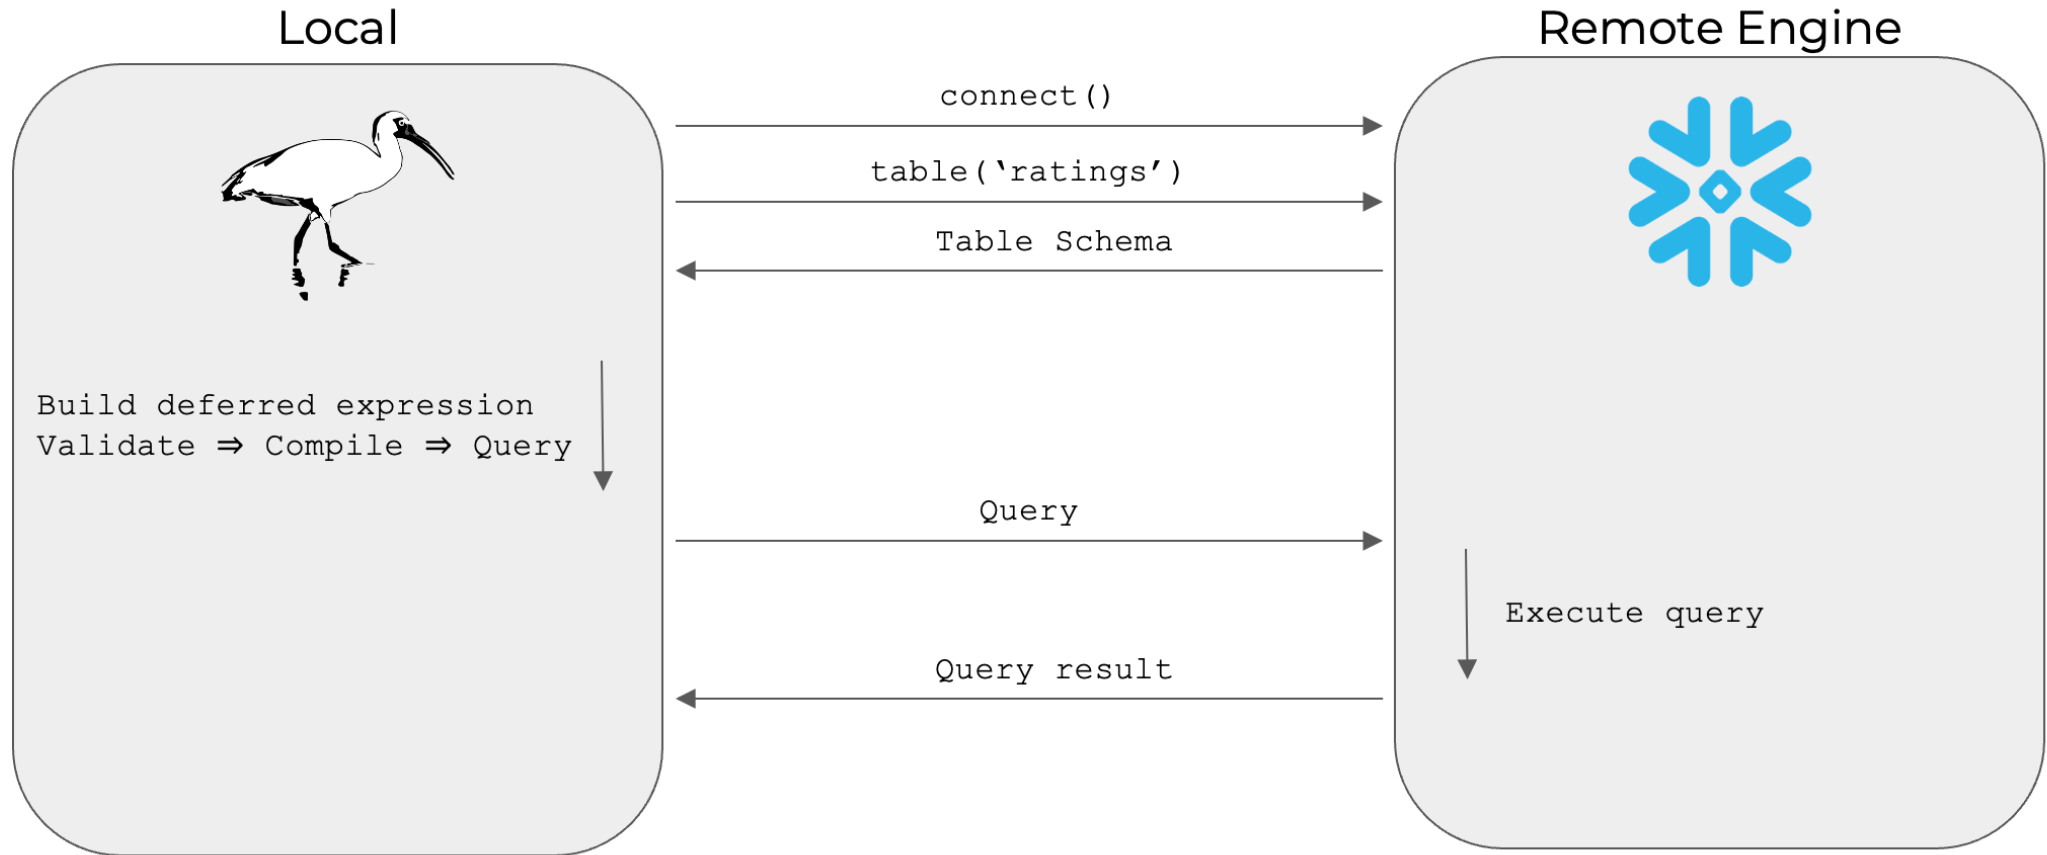 Local
Remote Engine
connect()
table(‘ratings’)
Table Schema
Build deferred expression
Validate ⇒ Compile ⇒ Query
Query
Execute query
Query result